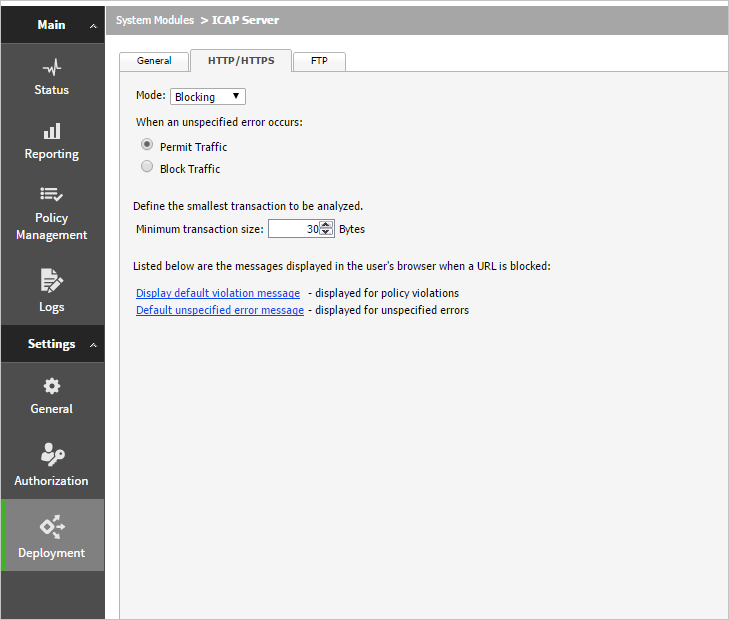 Main
System Modules > ICAP Server
Status
Reporting
Policy
Management
Logs
Settings
General
Authorization
Deployment
General
HTTP/HTTPS
FTP
Mode: Blocking
When an unspecified error occurs:
Permit Traffic
Block Traffic
Define the smallest transaction to be analyzed.
Minimum transaction size: 30 Bytes
Listed below are the messages displayed in the user's browser when a URL is blocked:
Display default violation message - displayed for policy violations
Default unspecified error message - displayed for unspecified errors